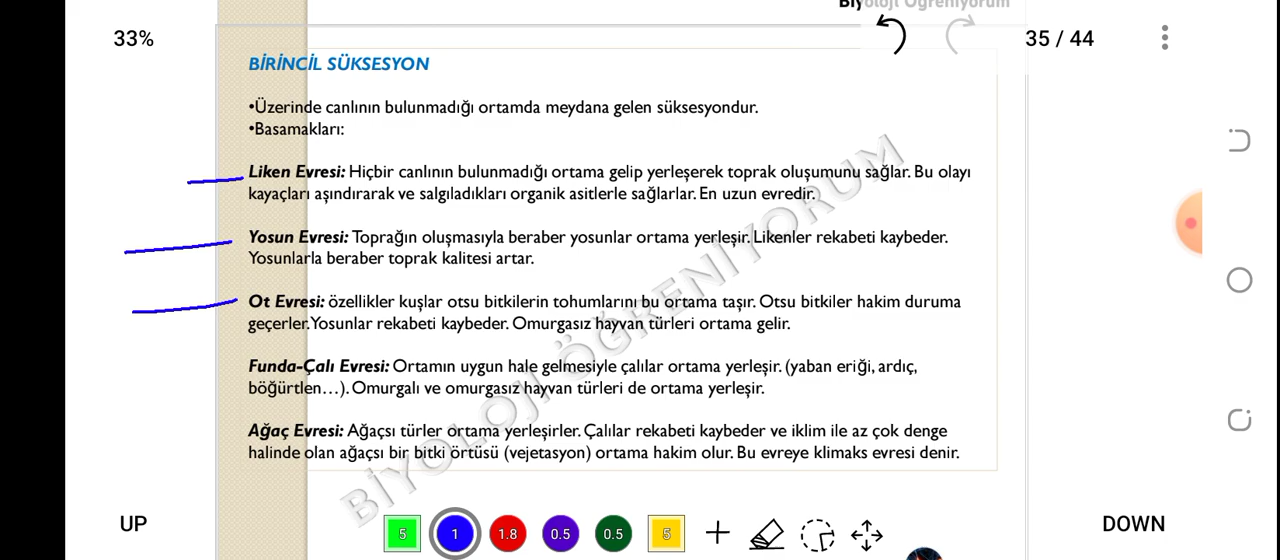 Biyoloji Öğreniyorum
33%
35 / 44
BİRİNCİL SÜKSESYON
•Üzerinde canlının bulunmadığı ortamda meydana gelen süksesyondur.
•Basamakları:
Liken Evresi: Hiçbir canlının bulunmadığı ortama gelip yerleşerek toprak oluşumunu sağlar. Bu olayı
kayaçları aşındırarak ve salgıladıkları organik asitlerle sağlarlar. En uzun evredir.
Yosun Evresi: Toprağın oluşmasıyla beraber yosunlar ortama yerleşir. Likenler rekabeti kaybeder.
Yosunlarla beraber toprak kalitesi artar.
Ot Evresi: özellikler kuşlar otsu bitkilerin tohumlarını bu ortama taşır. Otsu bitkiler hakim duruma
geçerler. Yosunlar rekabeti kaybeder. Omurgasız hayvan türleri ortama gelir.
Funda-Çalı Evresi: Ortamın uygun hale gelmesiyle çalılar ortama yerleşir. (yaban eriği, ardıç,
böğürtlen…). Omurgalı ve omurgasız hayvan türleri de ortama yerleşir.
Ağaç Evresi: Ağaçsı türler ortama yerleşirler. Çalılar rekabeti kaybeder ve iklim ile az çok denge
halinde olan ağaçsı bir bitki örtüsü (vejetasyon) ortama hakim olur. Bu evreye klimaks evresi denir.
BİYOLOJİ ÖĞRENİYORUM
UP
5 1 1.8 0.5 0.5 5
DOWN